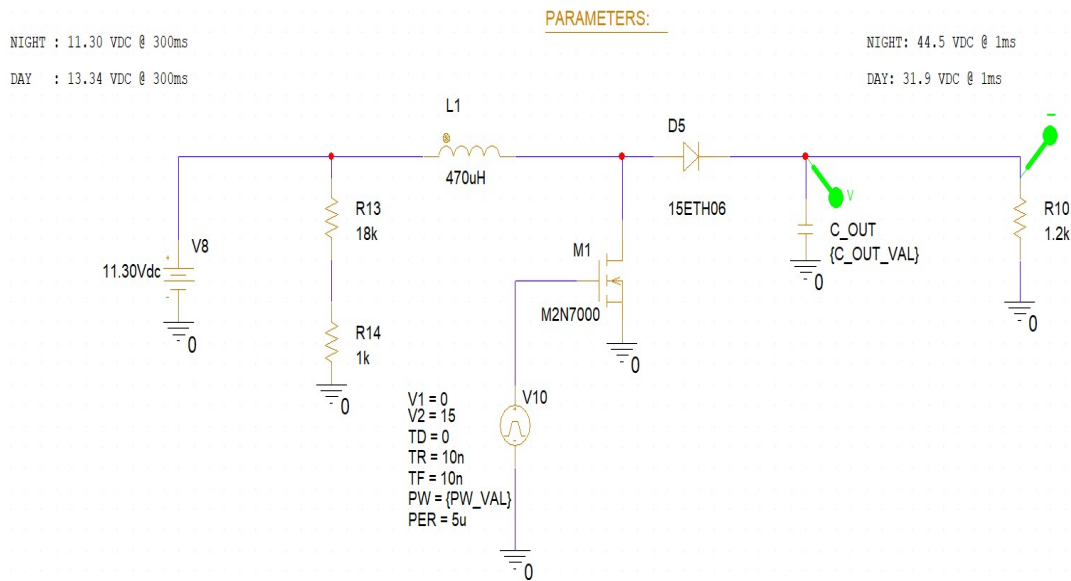 PARAMETERS:
NIGHT : 11.30 VDC @ 300ms
NIGHT: 44.5 VDC @ 1ms
DAY : 13.34 VDC @ 300ms
DAY: 31.9 VDC @ 1ms
L1
470uH
D5
15ETH06
V
R13
18k
R10
1.2k
C_OUT
{C_OUT_VAL}
0
0
V8
11.30Vdc
0
M1
M2N7000
0
R14
1k
0
V10
V1 = 0
V2 = 15
TD = 0
TR = 10n
TF = 10n
PW = {PW_VAL}
PER = 5u
0